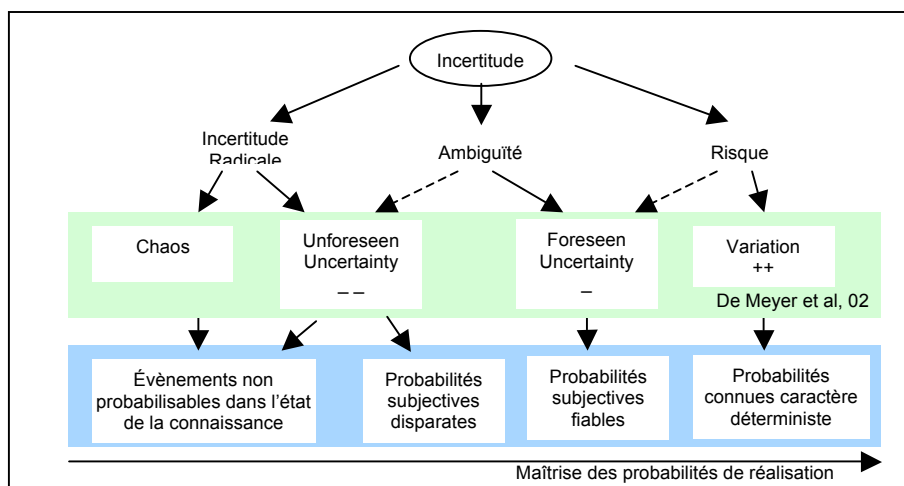 Incertitude
Incertitude
Radicale
Ambiguïté
Risque
Chaos
Unforeseen
Uncertainty
_ _
Foreseen
Uncertainty
_
Variation
++
De Meyer et al, 02
Évènements non
probabilisables dans l'état
de la connaissance
Probabilités
subjectives
disparates
Probabilités
subjectives
fiables
Probabilités
connues caractère
déterministe
Maîtrise des probabilités de réalisation